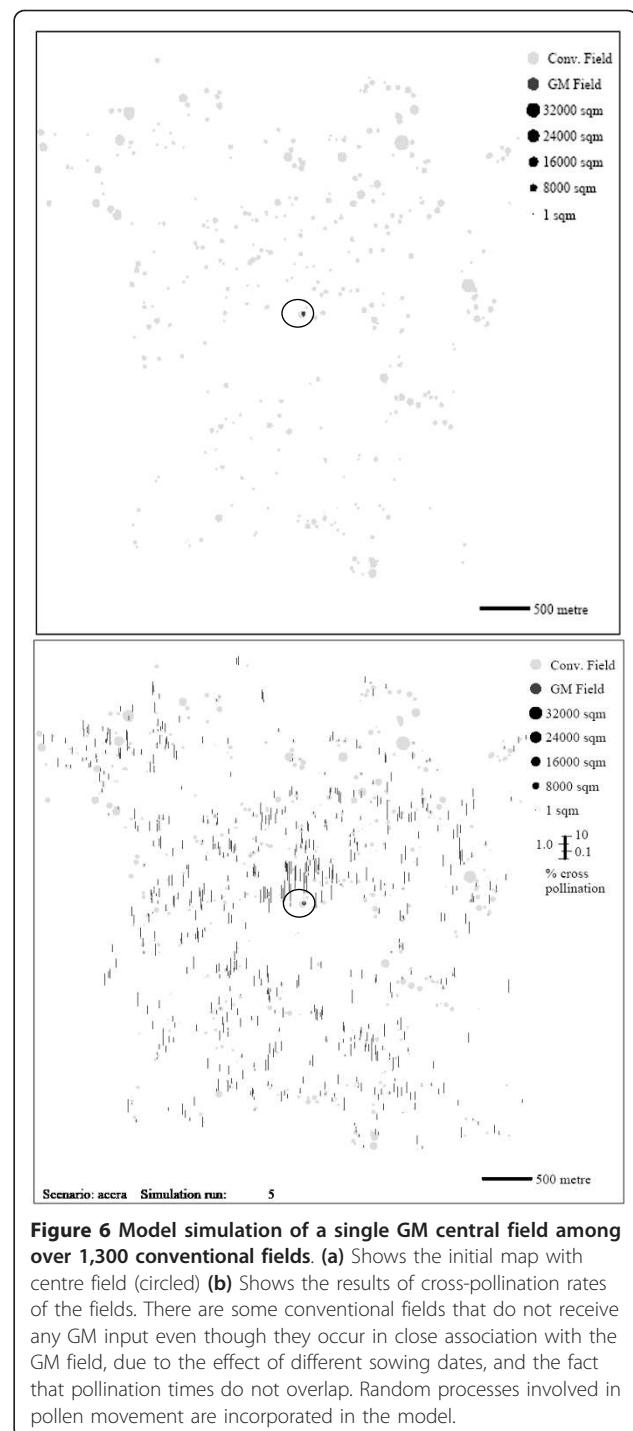 Conv. Field
GM Field
32000 sqm
24000 sqm
16000 sqm
8000 sqm
1 sqm
500 metre
Conv. Field
GM Field
32000 sqm
24000 sqm
16000 sqm
8000 sqm
1 sqm
10
1.0
0.1
% cross
pollination
500 metre
Scenario: accra Simulation run: 5
Figure 6 Model simulation of a single GM central field among
over 1,300 conventional fields. (a) Shows the initial map with
centre field (circled) (b) Shows the results of cross-pollination rates
of the fields. There are some conventional fields that do not receive
any GM input even though they occur in close association with the
GM field, due to the effect of different sowing dates, and the fact
that pollination times do not overlap. Random processes involved in
pollen movement are incorporated in the model.